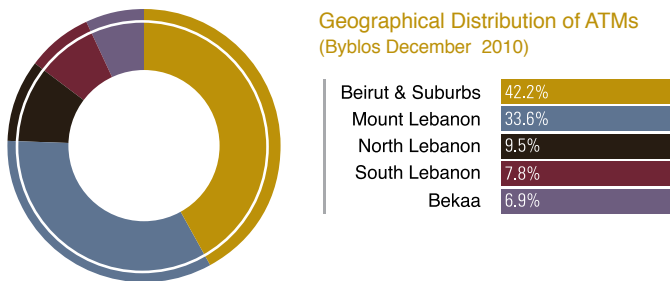 Geographical Distribution of ATMs
(Byblos December 2010)
Beirut & Suburbs 42.2%
Mount Lebanon 33.6%
North Lebanon 9.5%
South Lebanon 7.8%
Bekaa 6.9%